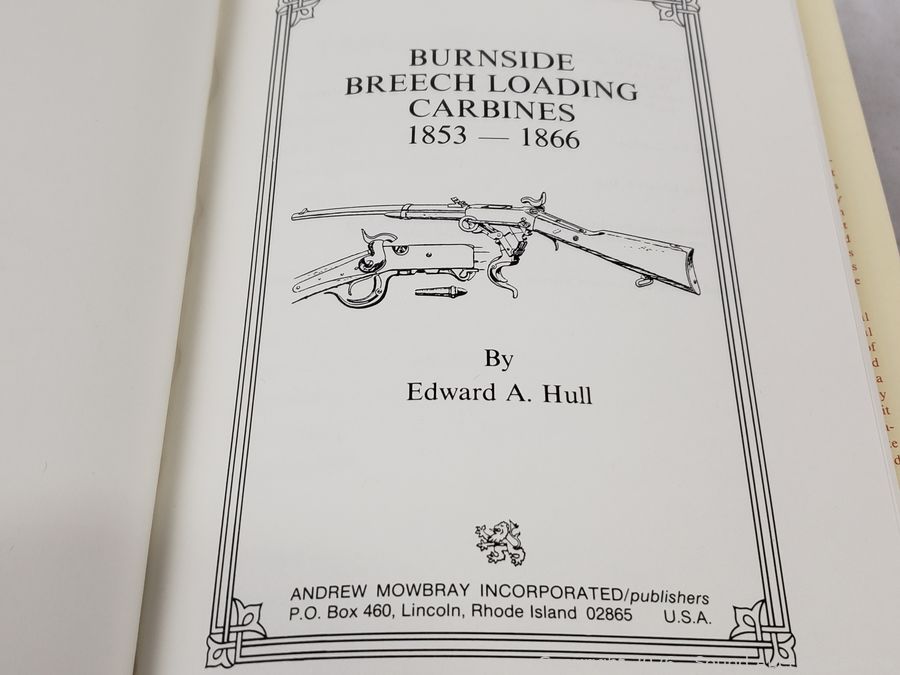 BURNSIDE
BREECH LOADING
CARBINES
1853 — 1866
By
Edward A. Hull
ANDREW MOWBRAY INCORPORATED/publishers
P.O. Box 460, Lincoln, Rhode Island 02865 U.S.A.